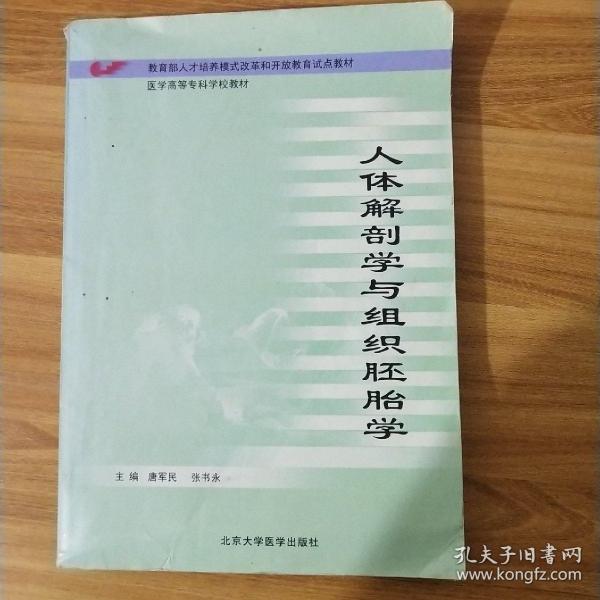 教育部人才培养模式改革和开放教育试点教材
医学高等专科学校教材
人体解剖学与组织胚胎学
主编 唐军民 张书永
北京大学医学出版社
孔夫子旧书网
www.kongfz.com